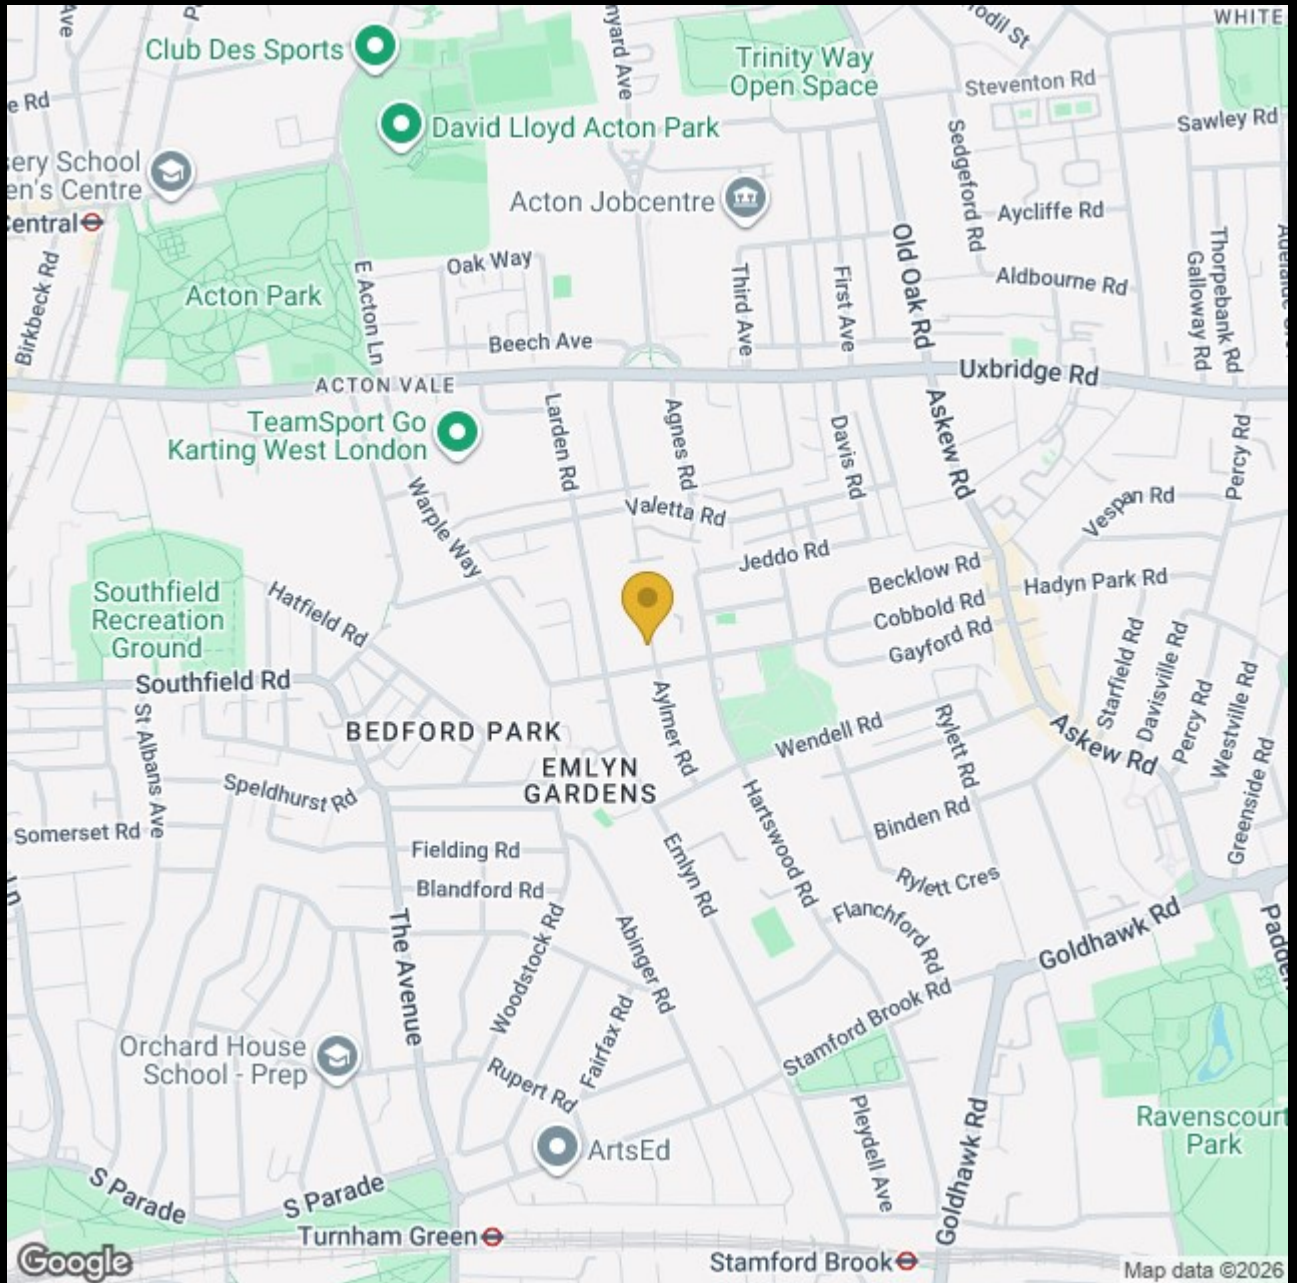 Club Des Sports
David Lloyd Acton Park
Trinity Way
Open Space
WHITE
Steventon Rd
Sawley Rd
Sedgeford Rd
Acton Jobcentre
Aycliffe Rd
Old Oak Rd
Aldbourne Rd
Thorpebank Rd
Galloway Rd
Birkbeck Rd
Acton Park
E Acton Ln
Oak Way
Beech Ave
Third Ave
First Ave
ACTON VALE
Uxbridge Rd
TeamSport Go
Karting West London
Larden Rd
Agnes Rd
Davis Rd
Askew Rd
Percy Rd
Warple Way
Valetta Rd
Vespan Rd
Jeddo Rd
Becklow Rd
Hadyn Park Rd
Cobbold Rd
Gayford Rd
Southfield
Recreation
Ground
Hatfield Rd
Southfield Rd
St Albans Ave
BEDFORD PARK
Aylmer Rd
Wendell Rd
Rylett Rd
Starfield Rd
Davisville Rd
Percy Rd
Westville Rd
Greenside Rd
Askew Rd
EMLYN
GARDENS
Speldhurst Rd
Somerset Rd
Hartswood Rd
Binden Rd
Fielding Rd
Blandford Rd
Emlyn Rd
Rylett Cres
The Avenue
Woodstock Rd
Abinger Rd
Flanchford Rd
Goldhawk Rd
Fairfax Rd
Stamford Brook Rd
Orchard House
School - Prep
Rupert Rd
ArtsEd
Pleydell Ave
Goldhawk Rd
Ravenscourt
Park
S Parade
S Parade
Turnham Green
Stamford Brook
Google
Map data ©2026